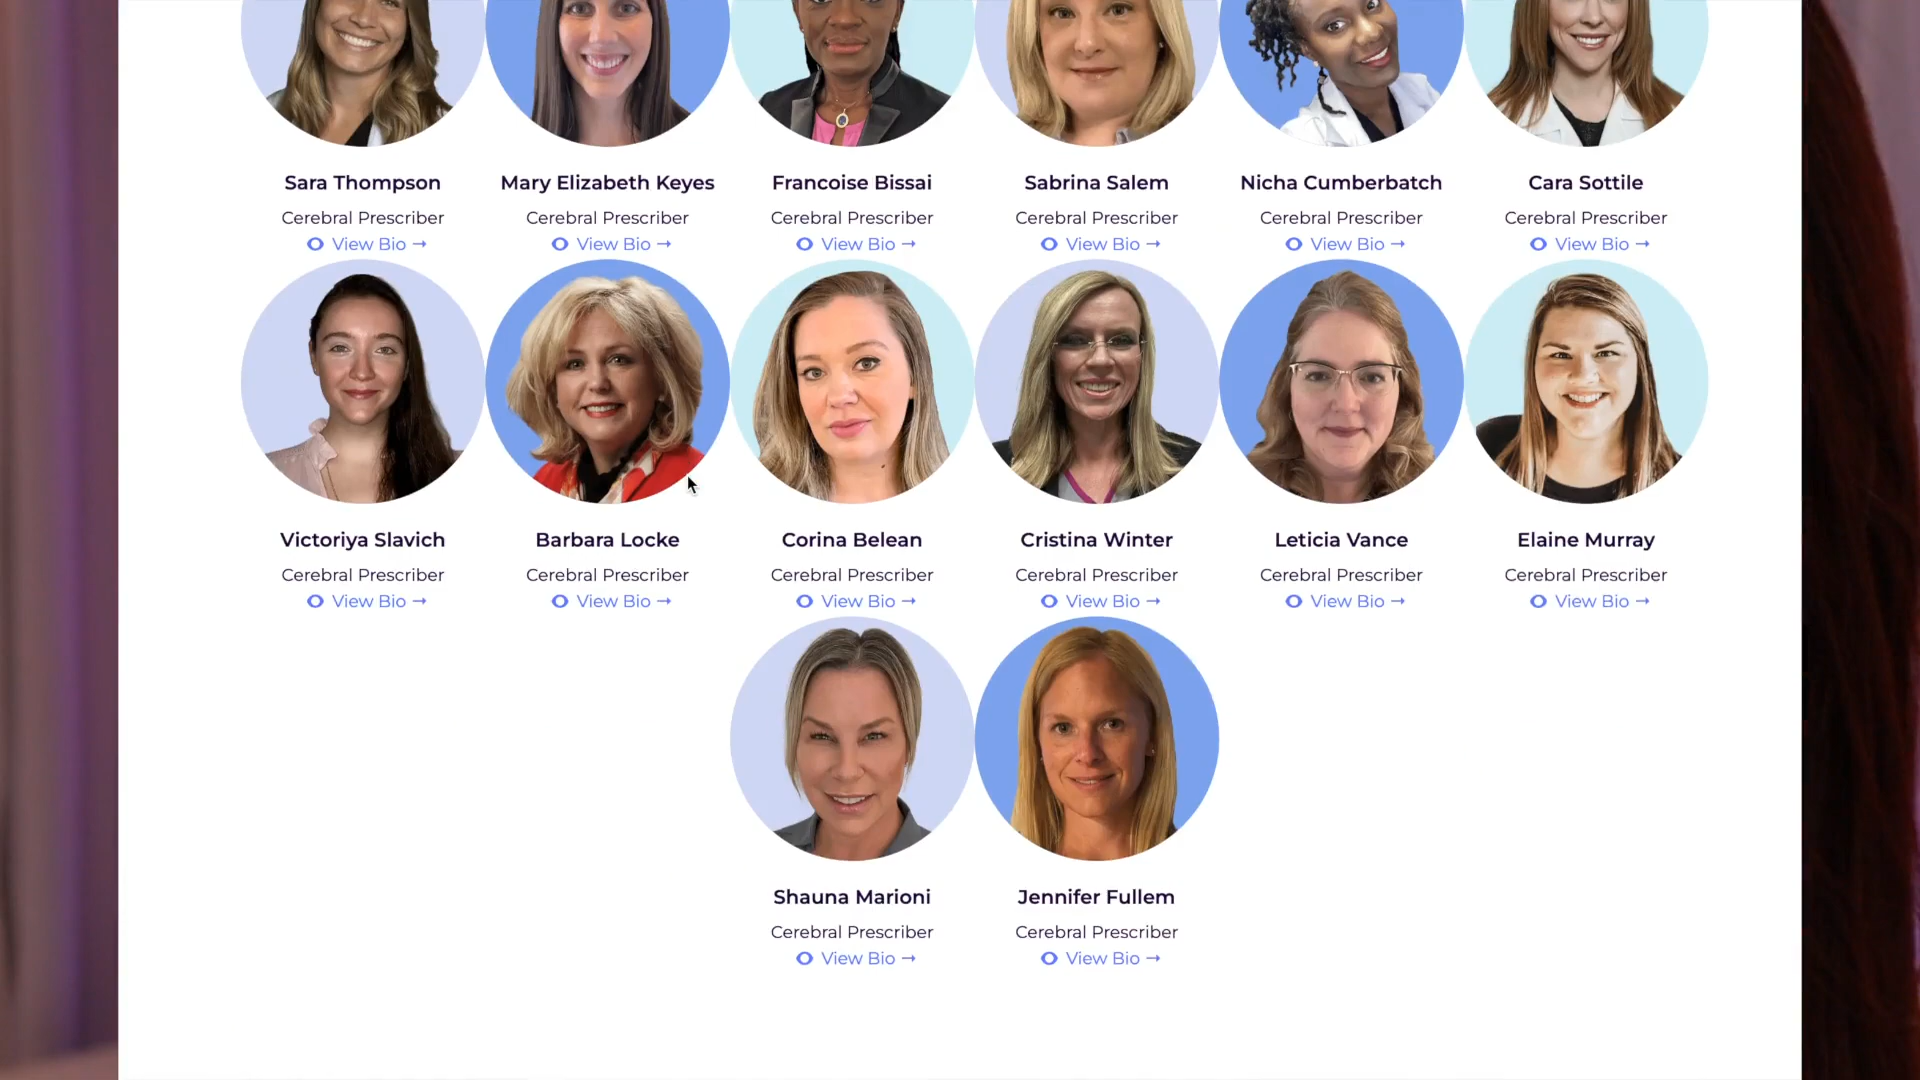 Sara Thompson
Mary Elizabeth Keyes
Francoise Bissai
Sabrina Salem
Nicha Cumberbatch
Cara Sottile
Cerebral Prescriber
Cerebral Prescriber
Cerebral Prescriber
Cerebral Prescriber
Cerebral Prescriber
Cerebral Prescriber
View Bio →
View Bio →
View Bio →
View Bio →
View Bio →
View Bio →
Victoriya Slavich
Barbara Locke
Corina Belean
Cristina Winter
Leticia Vance
Elaine Murray
Cerebral Prescriber
Cerebral Prescriber
Cerebral Prescriber
Cerebral Prescriber
Cerebral Prescriber
Cerebral Prescriber
View Bio →
View Bio →
View Bio →
View Bio →
View Bio →
View Bio →
Shauna Marioni
Jennifer Fullem
Cerebral Prescriber
Cerebral Prescriber
View Bio →
View Bio →